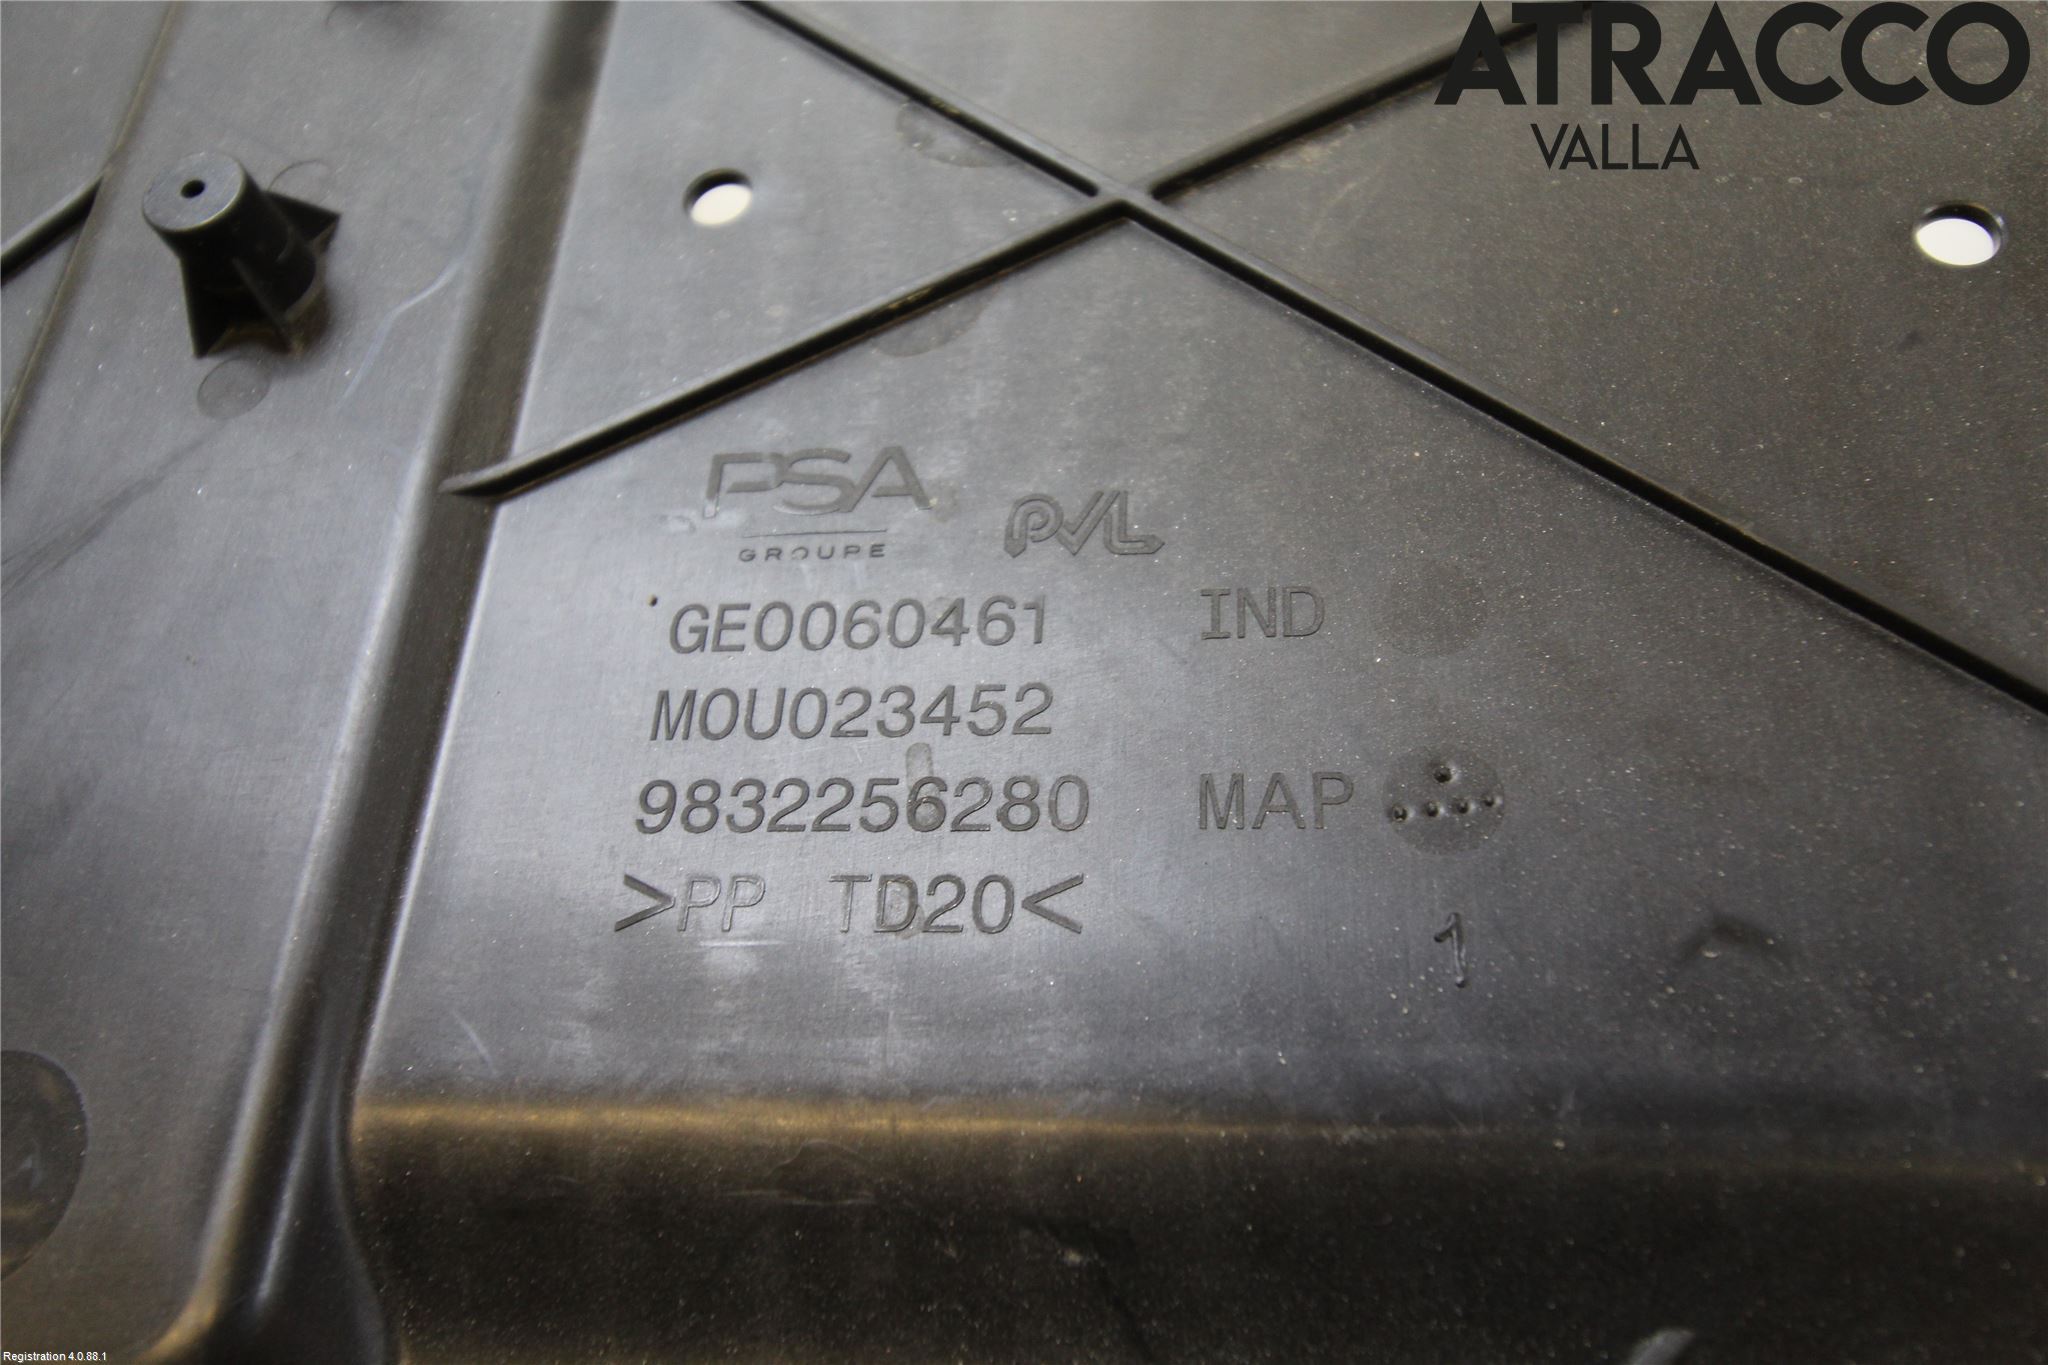 ATRACCO
VALLA
PSA
GROUPE
PVL
GE0060461 IND
MOU023452
9832256280 MAP
>PP TD20<
1
Registration 4.0.88.1